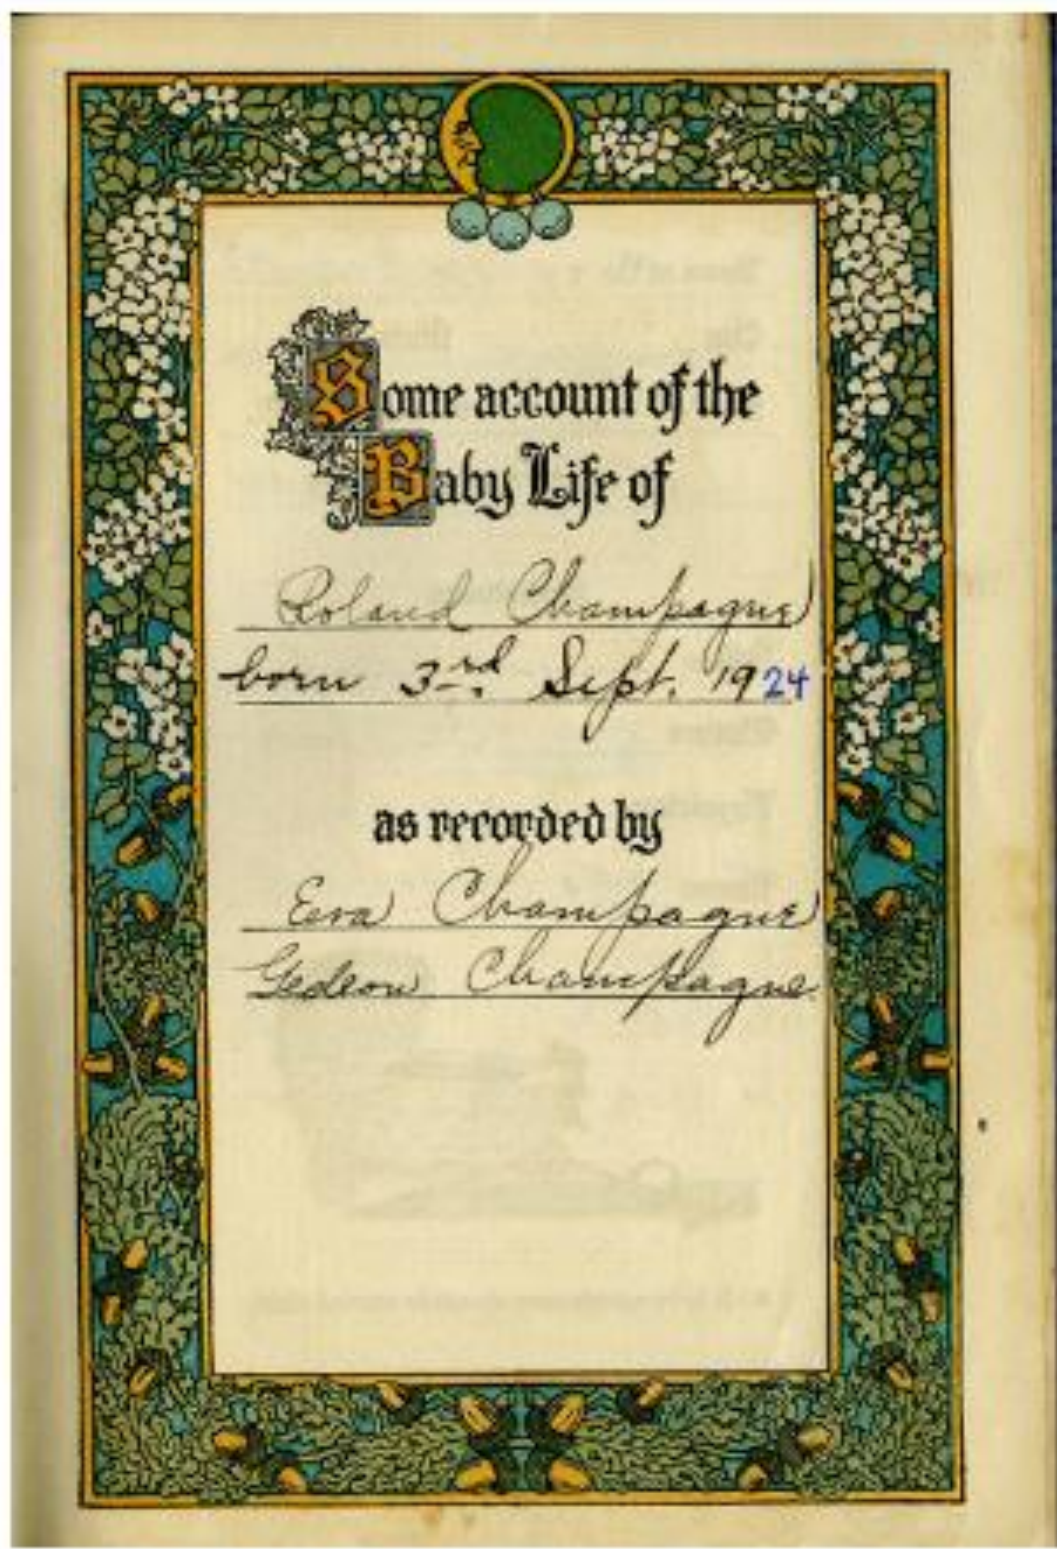 Some account of the
Baby Life of
Roland Champagne
born 3rd. Sept. 1924
as recorded by
Eva Champagne
Gedeon Champagne